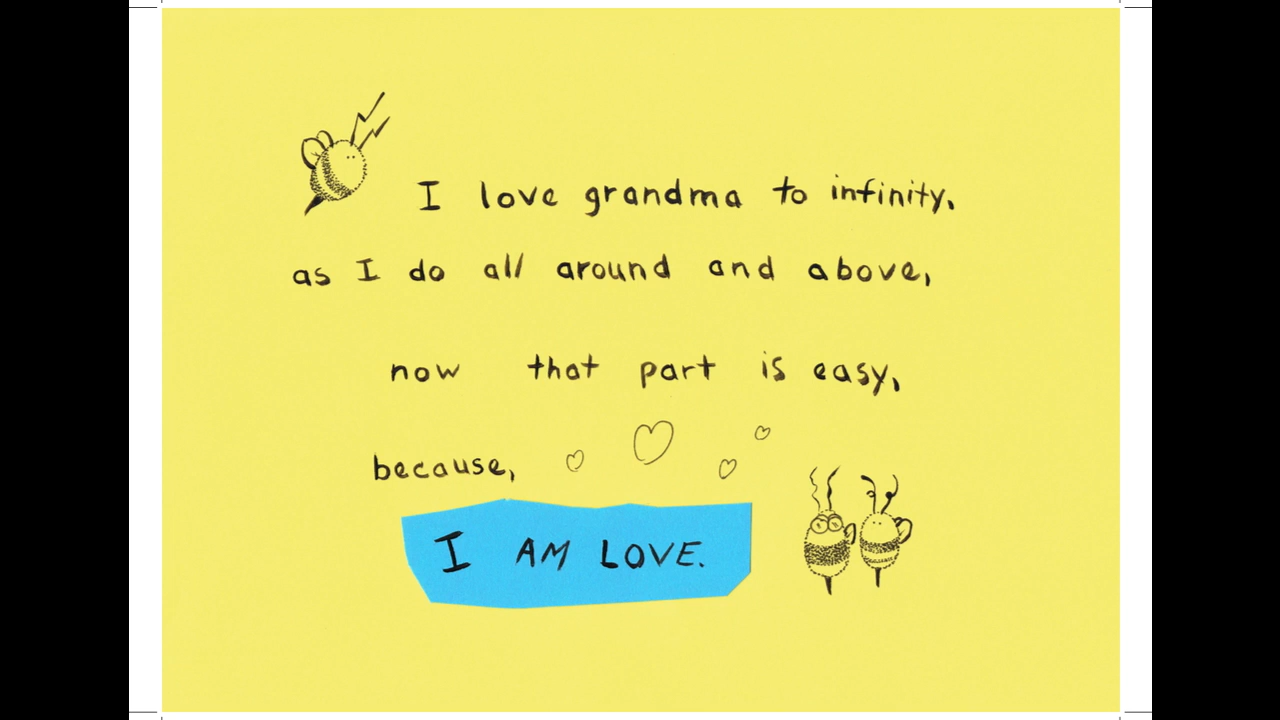 I love grandma to infinity,
as I do all around and above,
now that part is easy,
because,
I AM LOVE.